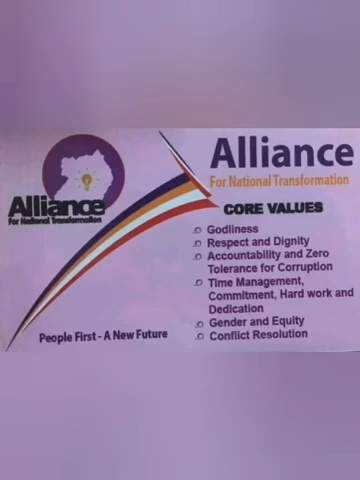 Alliance
For National Transformation
People First - A New Future
Alliance
For National Transformation
CORE VALUES
Godliness
Respect and Dignity
Accountability and Zero
Tolerance for Corruption
Time Management,
Commitment, Hard work and
Dedication
Gender and Equity
Conflict Resolution